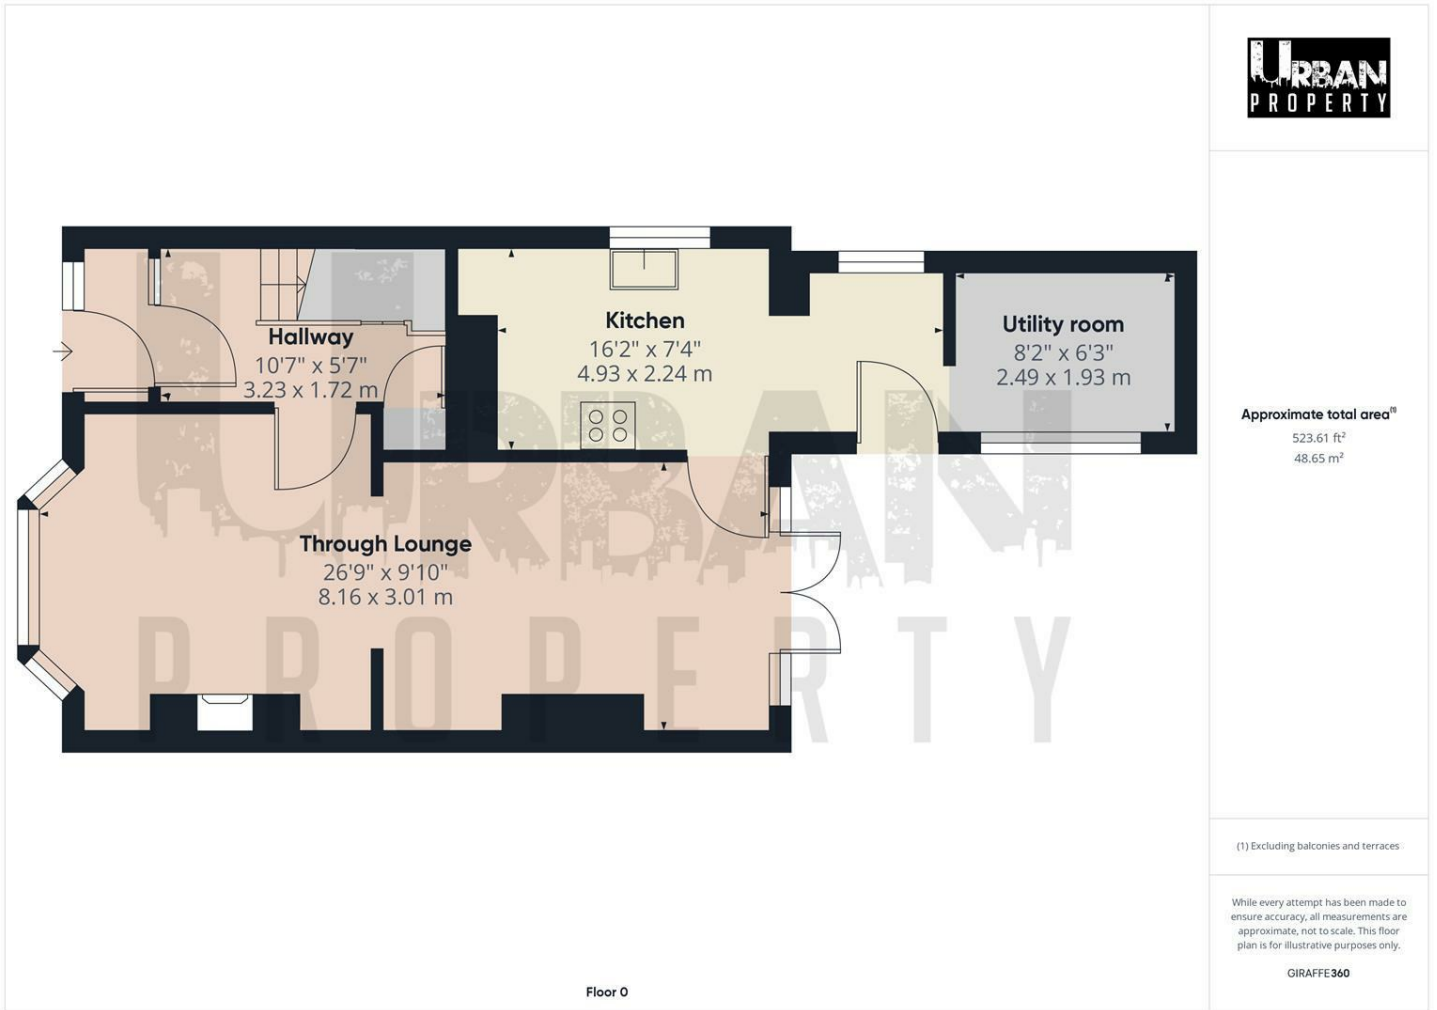 URBAN
PROPERTY
Hallway
10'7" x 5'7"
3.23 x 1.72 m
Kitchen
16'2" x 7'4"
4.93 x 2.24 m
Utility room
8'2" x 6'3"
2.49 x 1.93 m
Through Lounge
26'9" x 9'10"
8.16 x 3.01 m
URBAN
PROPERTY
Floor 0
Approximate total area(1)
523.61 ft²
48.65 m²
(1) Excluding balconies and terraces
While every attempt has been made to
ensure accuracy, all measurements are
approximate, not to scale. This floor
plan is for illustrative purposes only.
GIRAFFE360